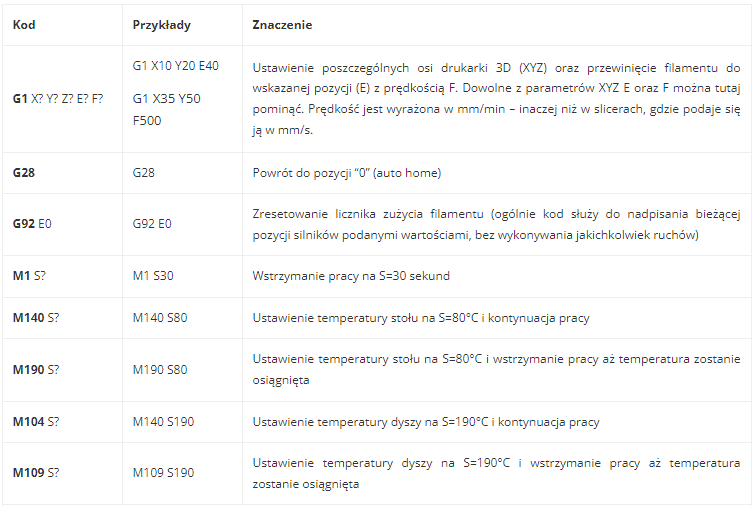 Kod Przykłady Znaczenie
G1 X? Y? Z? E? F?
G1 X10 Y20 E40
G1 X35 Y50
F500
Ustawienie poszczególnych osi drukarki 3D (XYZ) oraz przewinięcie filamentu do
wskazanej pozycji (E) z prędkością F. Dowolne z parametrów XYZ E oraz F można tutaj
pominąć. Prędkość jest wyrażona w mm/min – inaczej niż w slicerach, gdzie podaje się
ją w mm/s.
G28 G28 Powrót do pozycji “0” (auto home)
G92 E0 G92 E0
Zresetowanie licznika zużycia filamentu (ogólnie kod służy do nadpisania bieżącej
pozycji silników podanymi wartościami, bez wykonywania jakichkolwiek ruchów)
M1 S? M1 S30 Wstrzymanie pracy na S=30 sekund
M140 S? M140 S80 Ustawienie temperatury stołu na S=80°C i kontynuacja pracy
M190 S? M190 S80
Ustawienie temperatury stołu na S=80°C i wstrzymanie pracy aż temperatura zostanie
osiągnięta
M104 S? M140 S190 Ustawienie temperatury dyszy na S=190°C i kontynuacja pracy
M109 S? M109 S190
Ustawienie temperatury dyszy na S=190°C i wstrzymanie pracy aż temperatura
zostanie osiągnięta